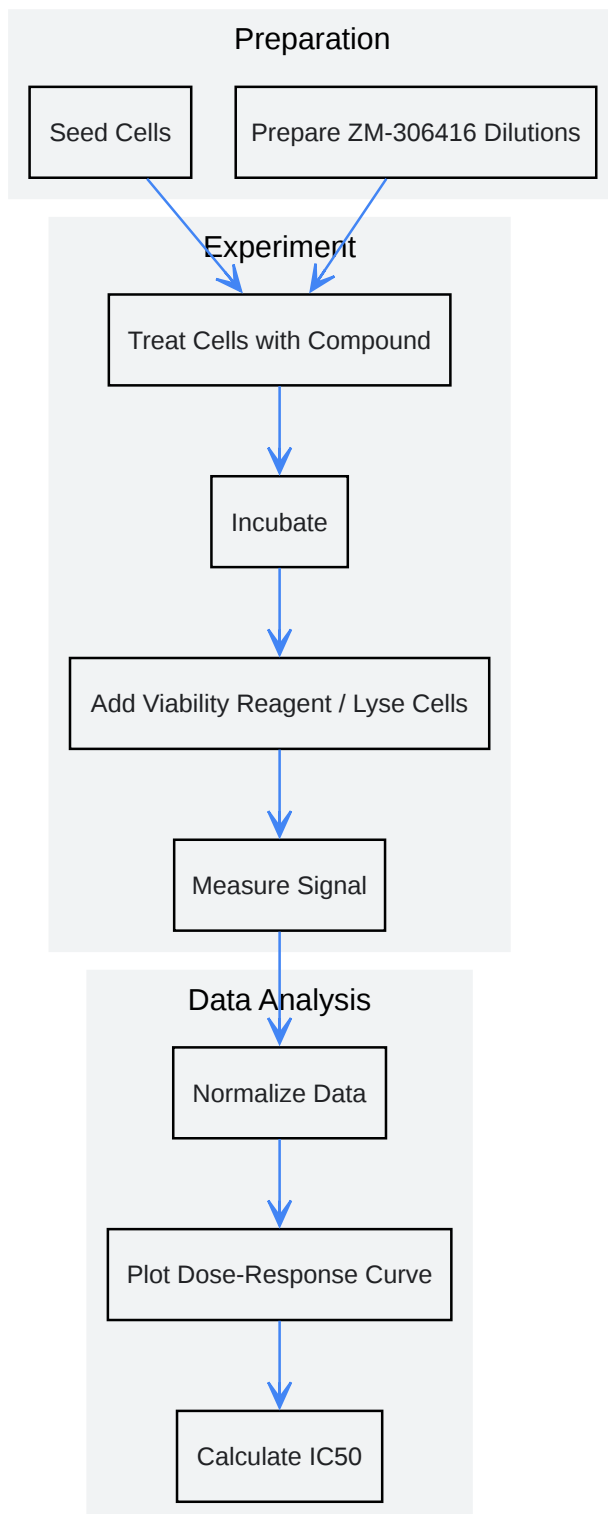 Preparation
Seed Cells
Prepare ZM-306416 Dilutions
Experiment
Treat Cells with Compound
Incubate
Add Viability Reagent / Lyse Cells
Measure Signal
Data Analysis
Normalize Data
Plot Dose-Response Curve
Calculate IC50